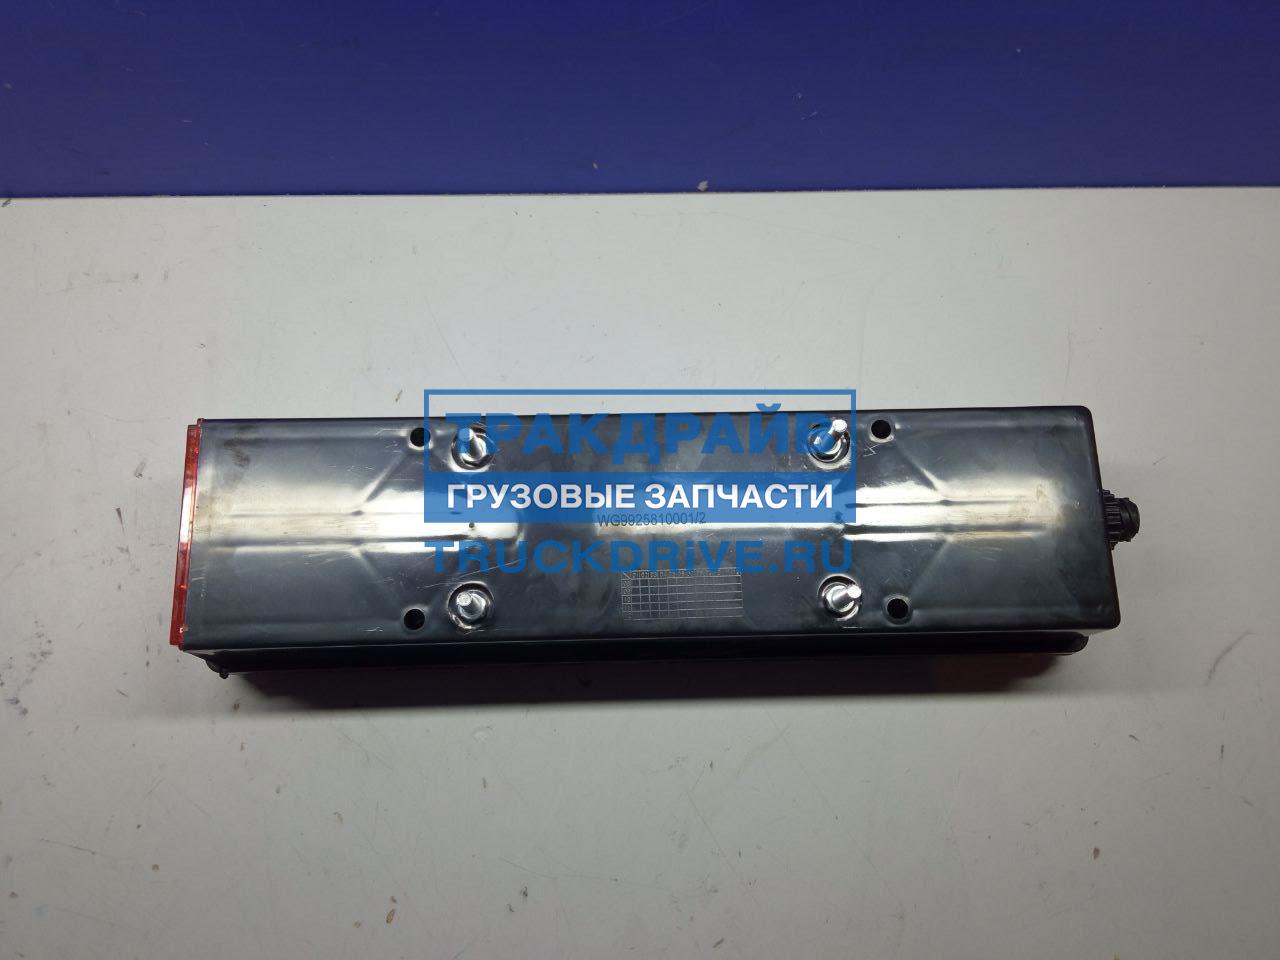 ТРАКДРАЙВ
ГРУЗОВЫЕ ЗАПЧАСТИ
WG9925810001/2
TRUCKDRIVE.RU